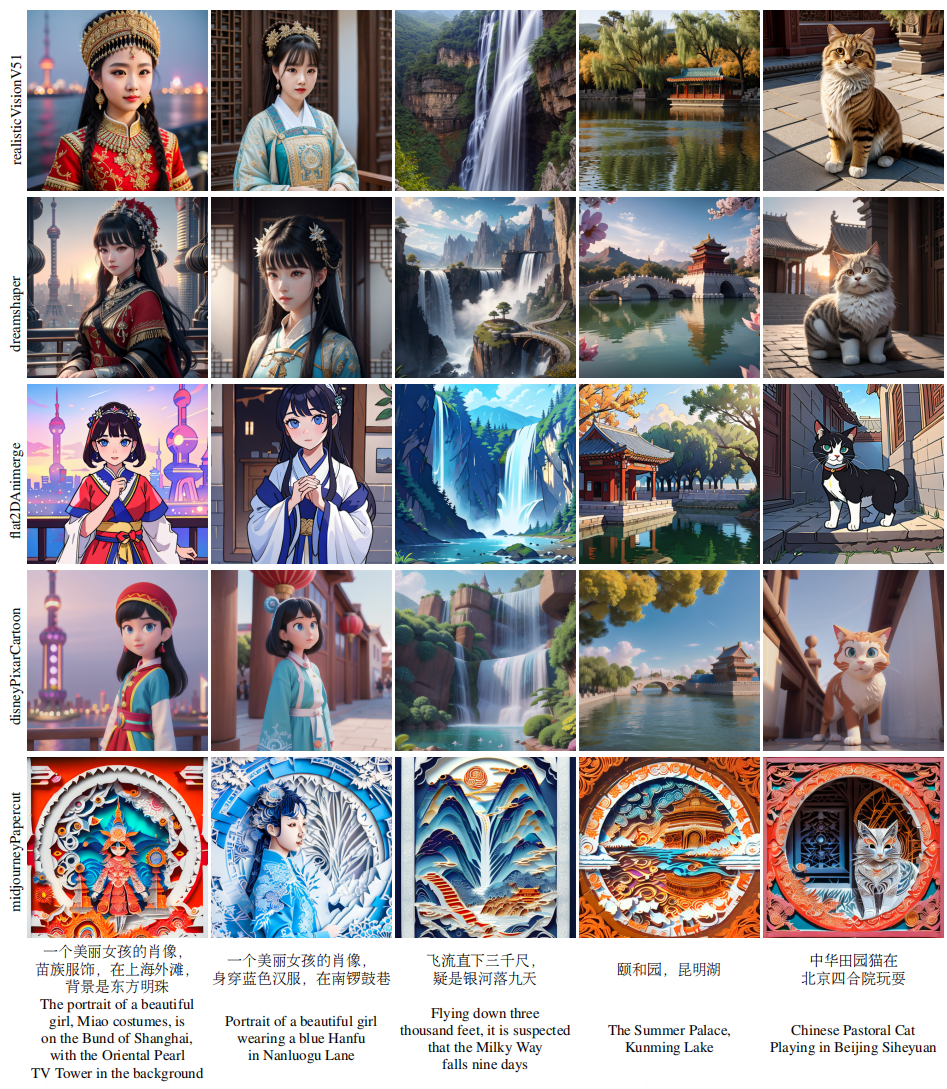 realisticVisionV51
dreamshaper
flat2DAnimerge
disneyPixarCartoon
midjourneyPapercut
一个美丽女孩的肖像，
苗族服饰，在上海外滩，
背景是东方明珠
The portrait of a beautiful
girl, Miao costumes, is
on the Bund of Shanghai,
with the Oriental Pearl
TV Tower in the background
一个美丽女孩的肖像，
身穿蓝色汉服，在南锣鼓巷
Portrait of a beautiful girl
wearing a blue Hanfu
in Nanluogu Lane
飞流直下三千尺，
疑是银河落九天
Flying down three
thousand feet, it is suspected
that the Milky Way
falls nine days
颐和园，昆明湖
The Summer Palace,
Kunming Lake
中华田园猫在
北京四合院玩耍
Chinese Pastoral Cat
Playing in Beijing Siheyuan